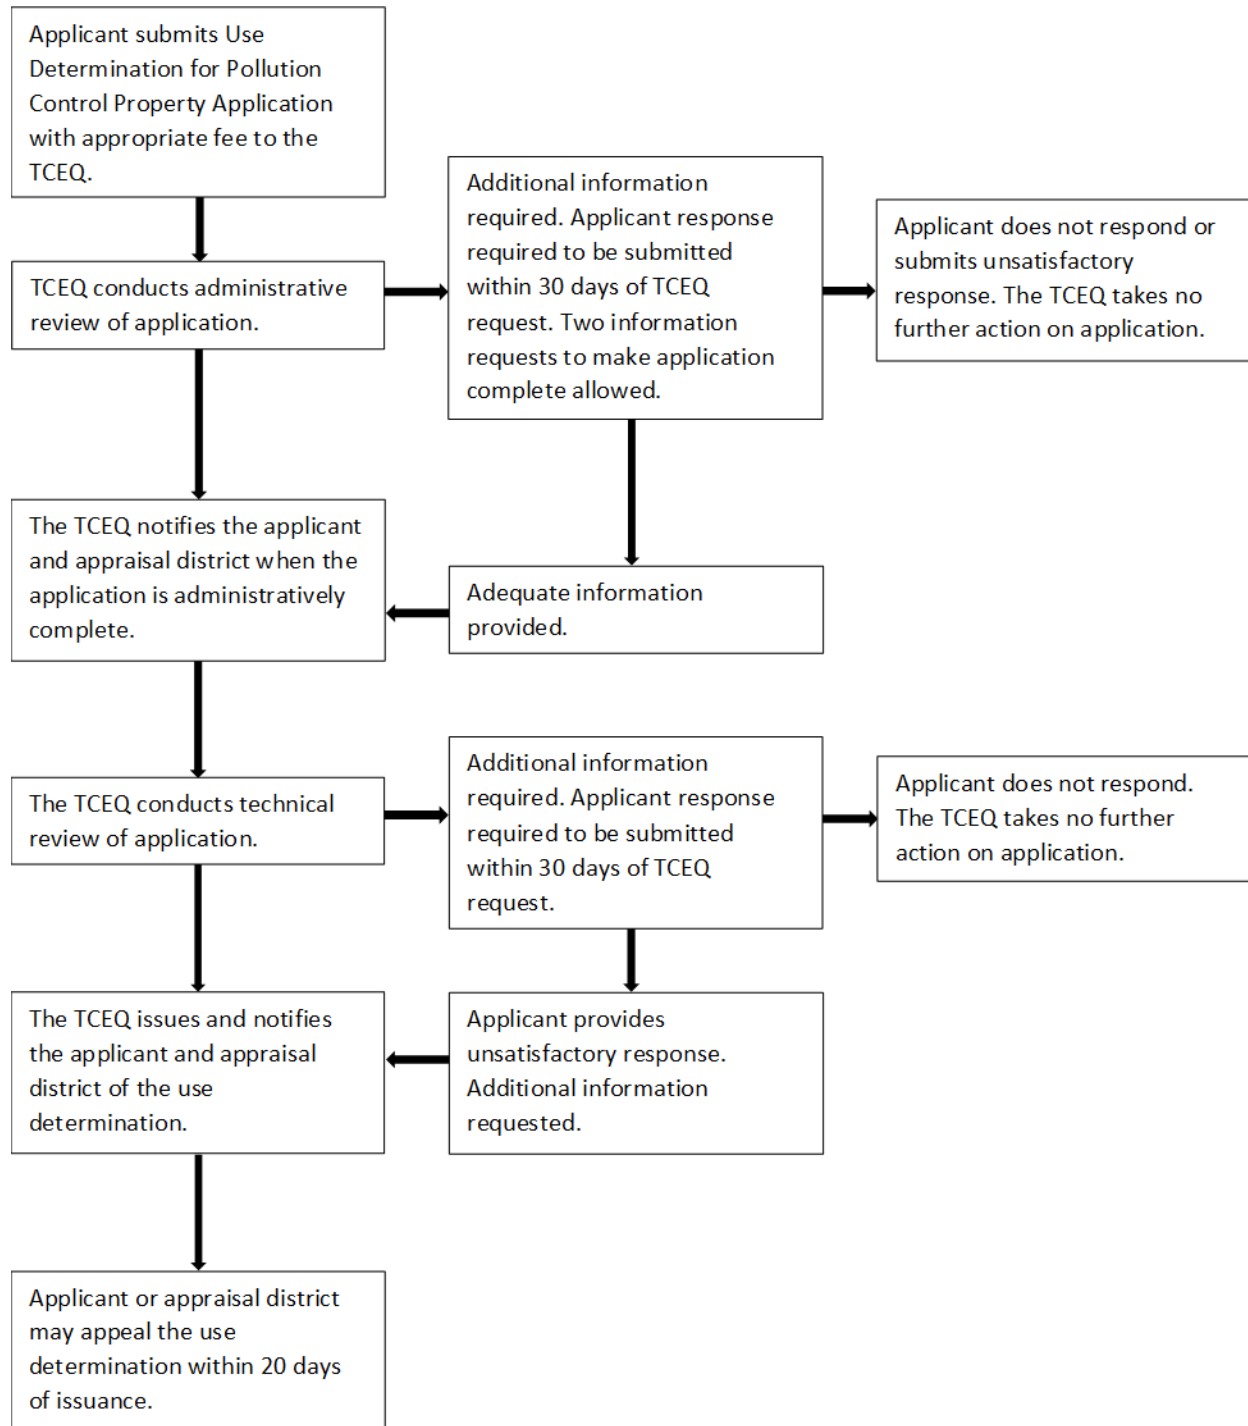 Applicant submits Use
Determination for Pollution
Control Property Application
with appropriate fee to the
TCEQ.
TCEQ conducts administrative
review of application.
Additional information
required. Applicant response
required to be submitted
within 30 days of TCEQ
request. Two information
requests to make application
complete allowed.
Applicant does not respond or
submits unsatisfactory
response. The TCEQ takes no
further action on application.
The TCEQ notifies the applicant
and appraisal district when the
application is administratively
complete.
Adequate information
provided.
The TCEQ conducts technical
review of application.
Additional information
required. Applicant response
required to be submitted
within 30 days of TCEQ
request.
Applicant does not respond.
The TCEQ takes no further
action on application.
The TCEQ issues and notifies
the applicant and appraisal
district of the use
determination.
Applicant provides
unsatisfactory response.
Additional information
requested.
Applicant or appraisal district
may appeal the use
determination within 20 days
of issuance.